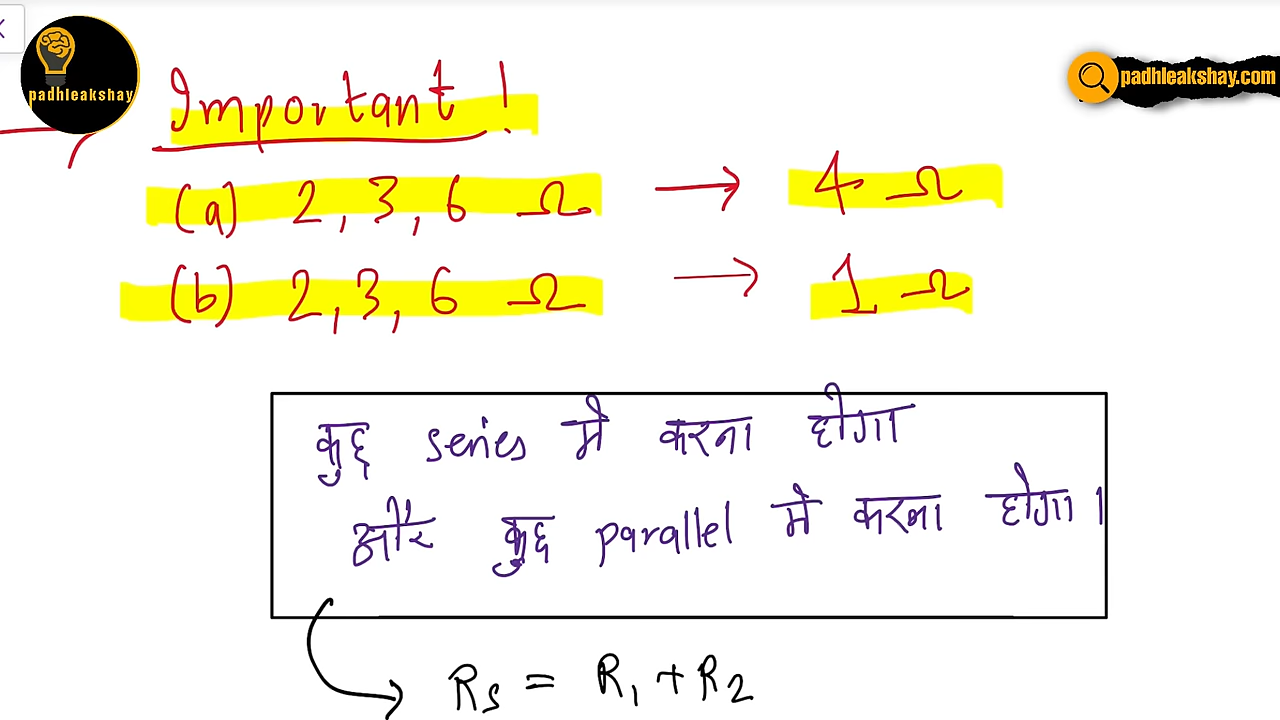 padhleakshay
padhleakshay.com
Important !
(a) 2, 3, 6 Ω → 4 Ω
(b) 2, 3, 6 Ω → 1 Ω
कुछ series में करना होगा
और कुछ parallel में करना होगा।
Rs = R1 + R2